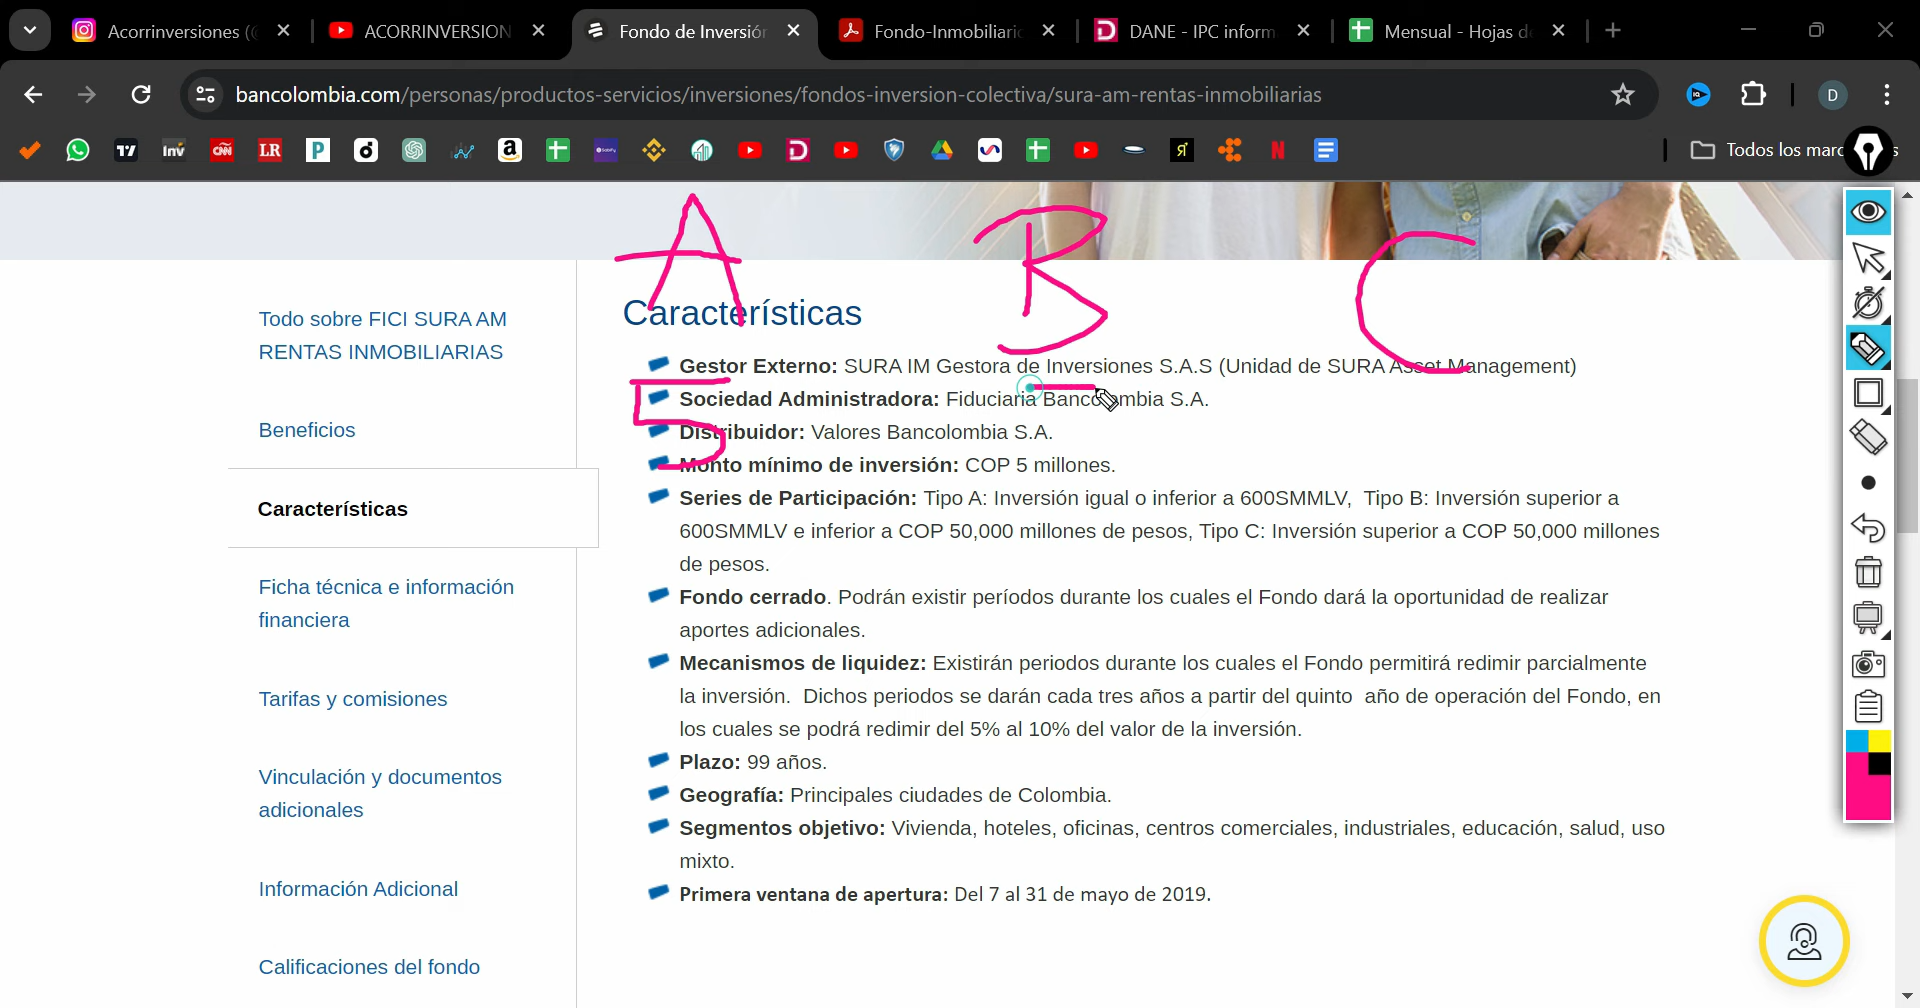 Acorrinversiones (
ACORRINVERSION
Fondo de Inversión
Fondo-Inmobiliario
DANE - IPC inform
Mensual - Hojas de
bancolombia.com/personas/productos-servicios/inversiones/fondos-inversion-colectiva/sura-am-rentas-inmobiliarias
D
Todos los marc s
A B C
Todo sobre FICI SURA AM
RENTAS INMOBILIARIAS
Beneficios
Características
Ficha técnica e información
financiera
Tarifas y comisiones
Vinculación y documentos
adicionales
Información Adicional
Calificaciones del fondo
Características
Gestor Externo: SURA IM Gestora de Inversiones S.A.S (Unidad de SURA Asset Management)
5
Sociedad Administradora: Fiduciaria Bancolombia S.A.
Distribuidor: Valores Bancolombia S.A.
Monto mínimo de inversión: COP 5 millones.
Series de Participación: Tipo A: Inversión igual o inferior a 600SMMLV, Tipo B: Inversión superior a
600SMMLV e inferior a COP 50,000 millones de pesos, Tipo C: Inversión superior a COP 50,000 millones
de pesos.
Fondo cerrado. Podrán existir períodos durante los cuales el Fondo dará la oportunidad de realizar
aportes adicionales.
Mecanismos de liquidez: Existirán periodos durante los cuales el Fondo permitirá redimir parcialmente
la inversión. Dichos periodos se darán cada tres años a partir del quinto año de operación del Fondo, en
los cuales se podrá redimir del 5% al 10% del valor de la inversión.
Plazo: 99 años.
Geografía: Principales ciudades de Colombia.
Segmentos objetivo: Vivienda, hoteles, oficinas, centros comerciales, industriales, educación, salud, uso
mixto.
Primera ventana de apertura: Del 7 al 31 de mayo de 2019.